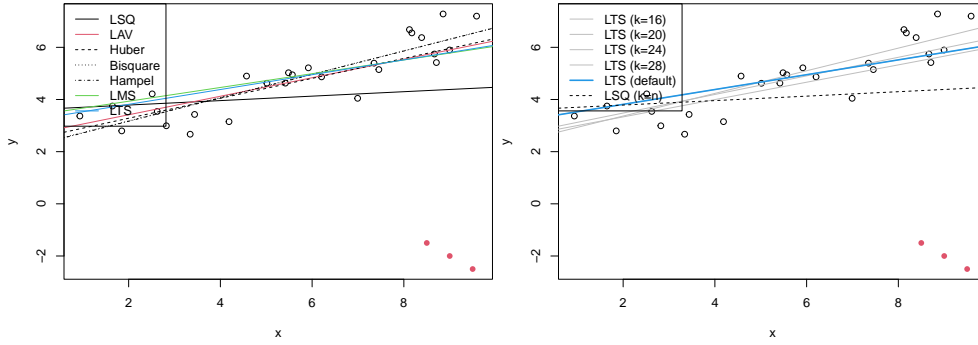 LSQ
LAV
Huber
Bisquare
Hampel
LMS
LTS
y
6
4
2
0
-2
2 4 6 8
x
LTS (k=16)
LTS (k=20)
LTS (k=24)
LTS (k=28)
LTS (default)
LSQ (k=n)
y
6
4
2
0
-2
2 4 6 8
x